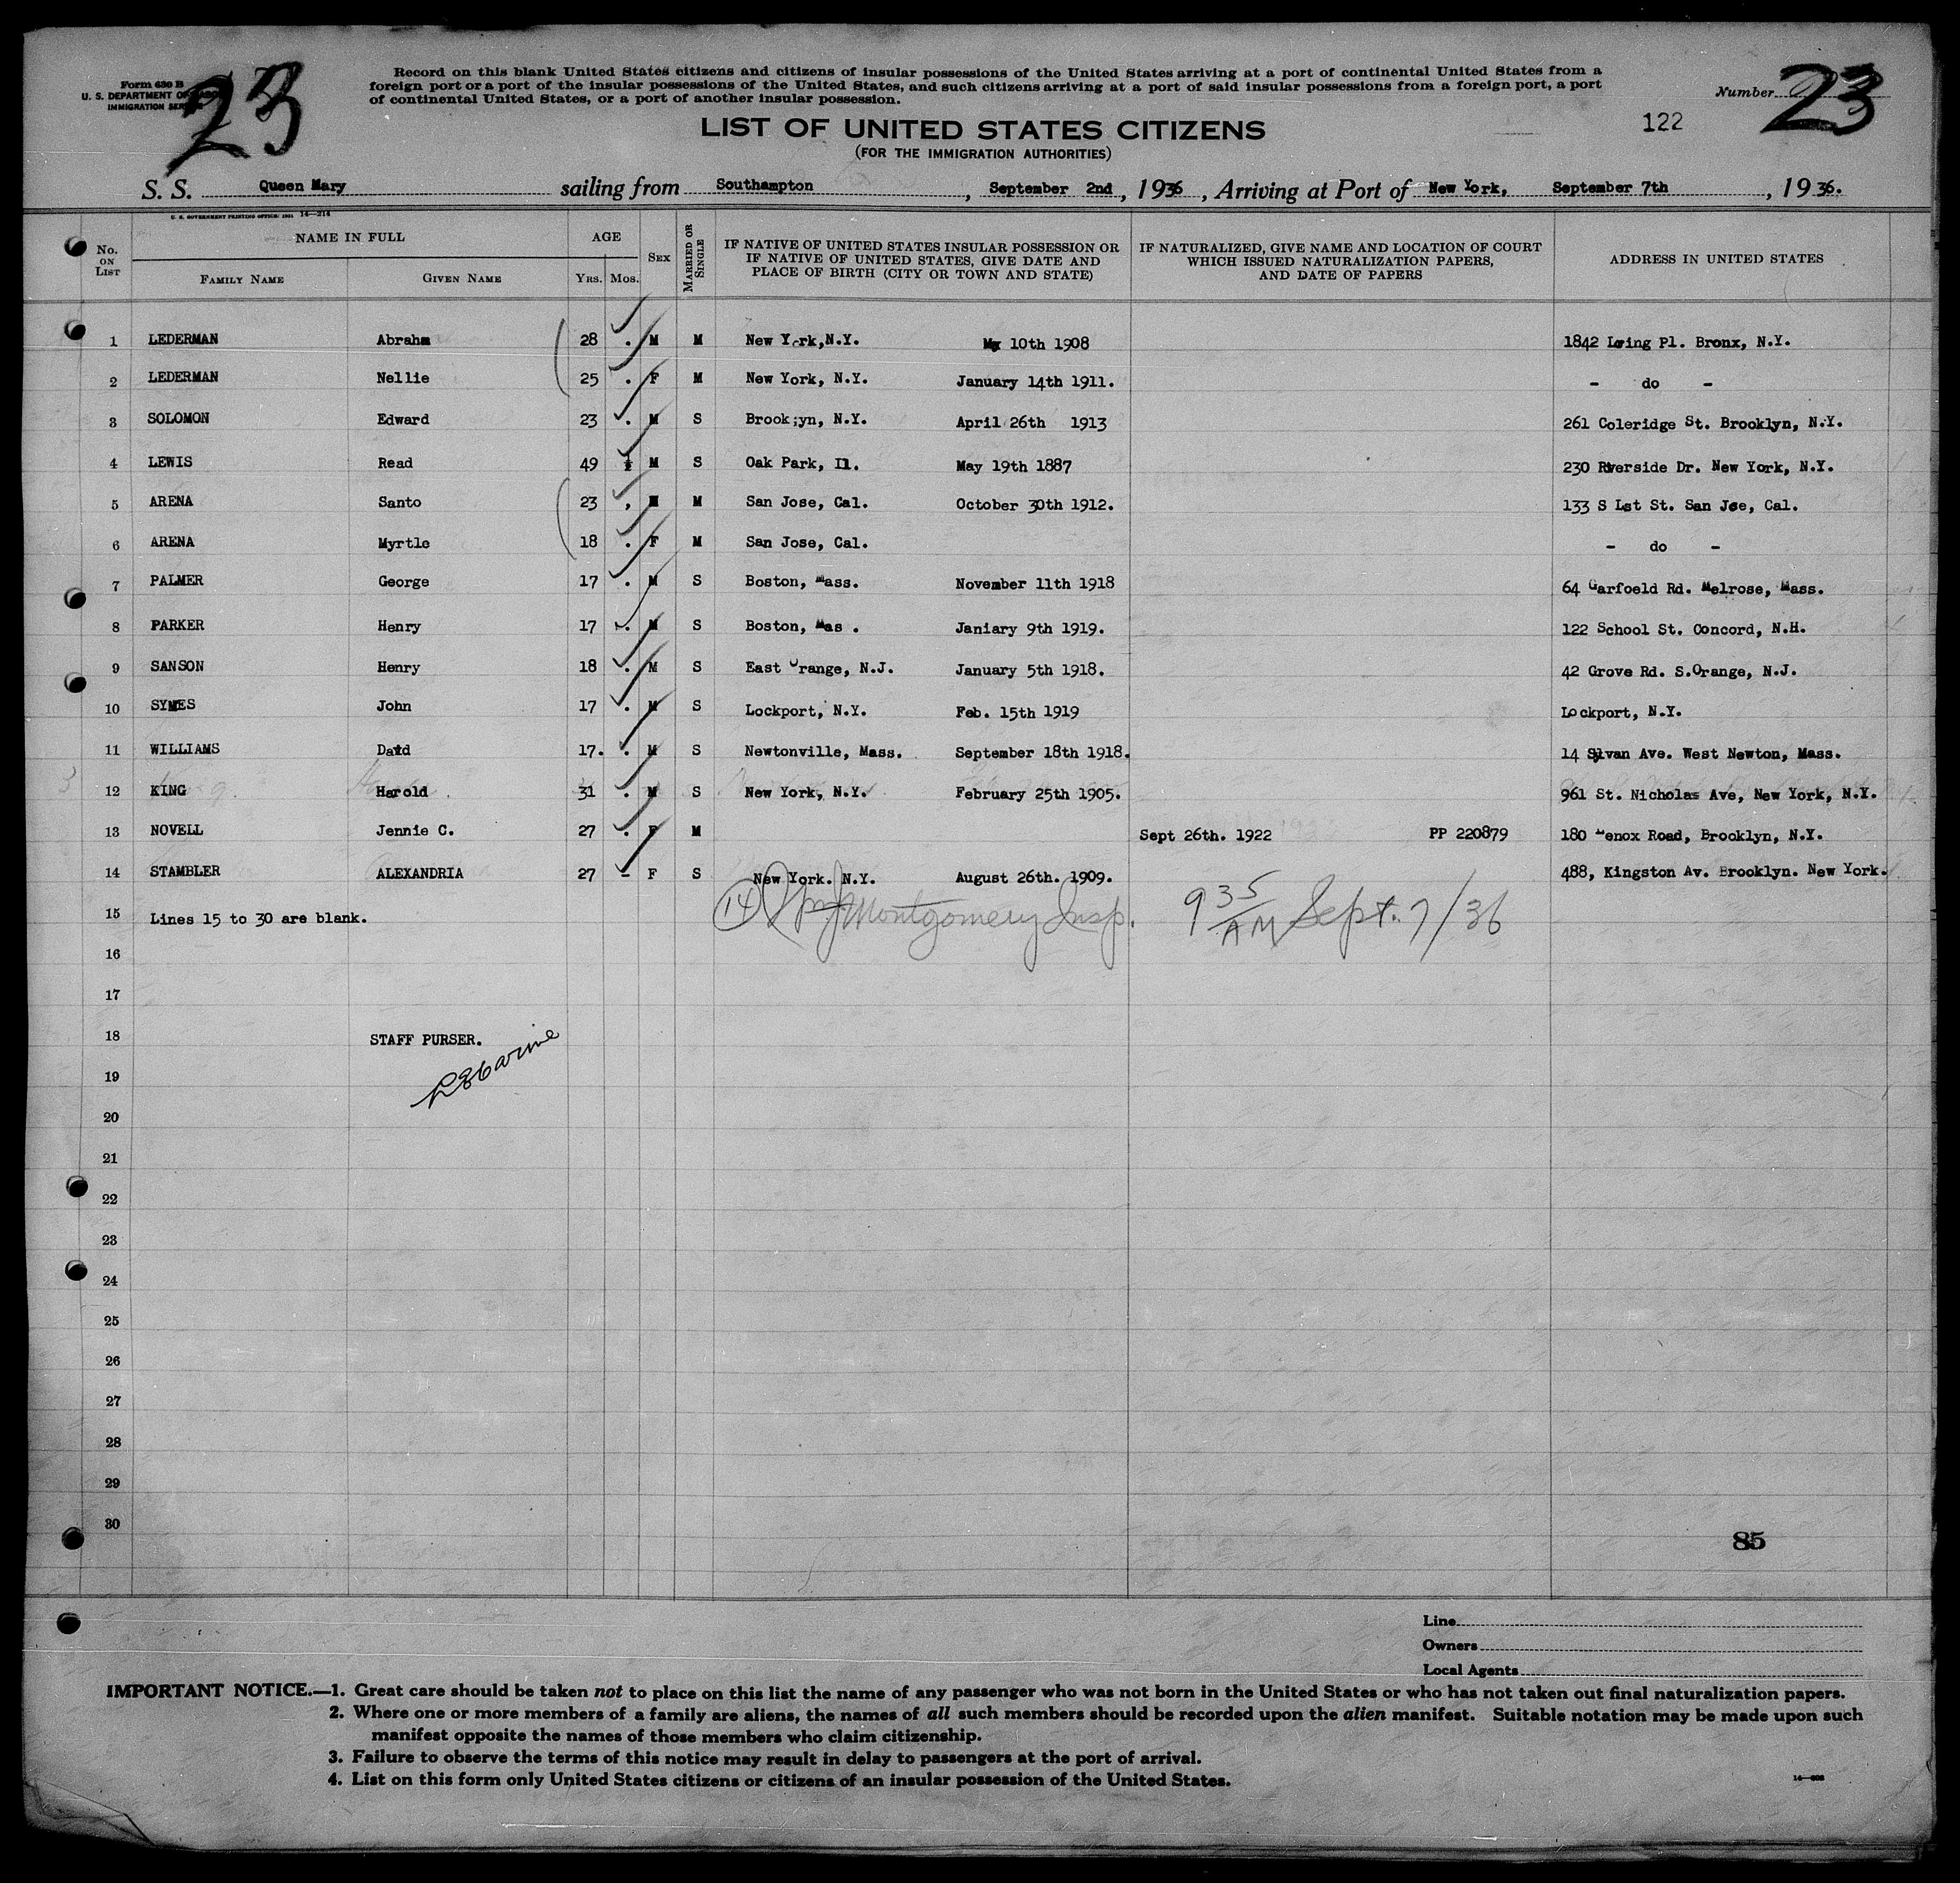 Form 630 B
U. S. DEPARTMENT OF LABOR
IMMIGRATION SERVICE
23
Record on this blank United States citizens and citizens of insular possessions of the United States arriving at a port of continental United States from a
foreign port or a port of the insular possessions of the United States, and such citizens arriving at a port of said insular possessions from a foreign port, a port
of continental United States, or a port of another insular possession.
Number 23
122
LIST OF UNITED STATES CITIZENS
(FOR THE IMMIGRATION AUTHORITIES)
S. S. Queen Mary sailing from Southampton, September 2nd, 1936, Arriving at Port of New York, September 7th, 1936.
U. S. GOVERNMENT PRINTING OFFICE: 1931 14—214
No. ON LIST NAME IN FULL AGE SEX MARRIED OR SINGLE IF NATIVE OF UNITED STATES INSULAR POSSESSION OR IF NATIVE OF UNITED STATES, GIVE DATE AND PLACE OF BIRTH (CITY OR TOWN AND STATE) IF NATURALIZED, GIVE NAME AND LOCATION OF COURT WHICH ISSUED NATURALIZATION PAPERS, AND DATE OF PAPERS ADDRESS IN UNITED STATES
FAMILY NAME GIVEN NAME YRS. MOS.
1 LEDERMAN Abraham 28 . M M New York,N.Y. My 10th 1908 1842 Loing Pl. Bronx, N.Y.
2 LEDERMAN Nellie 25 . F M New York, N.Y. January 14th 1911. - do -
3 SOLOMON Edward 23 . M S Brook;yn, N.Y. April 26th 1913 261 Coleridge St. Brooklyn, N.Y.
4 LEWIS Read 49 M S Oak Park, Il. May 19th 1887 230 Rverside Dr. New York, N.Y.
5 ARENA Santo 23 , M M San Jose, Cal. October 30th 1912. 133 S Lst St. San Jse, Cal.
6 ARENA Myrtle 18 . F M San Jose, Cal. - do -
7 PALMER George 17 . M S Boston, Mass. November 11th 1918 64 Garfoeld Rd. Melrose, Mass.
8 PARKER Henry 17 . M S Boston, Mas . Janiary 9th 1919. 122 School St. Concord, N.H.
9 SANSON Henry 18 . M S East Orange, N.J. January 5th 1918. 42 Grove Rd. S.Orange, N.J.
10 SYMES John 17 . M S Lockport, N.Y. Feb. 15th 1919 Lockport, N.Y.
11 WILLIAMS David 17. . M S Newtonville, Mass. September 18th 1918. 14 Sylvan Ave. West Newton, Mass.
12 KING Harold 31 . M S New York, N.Y. February 25th 1905. 961 St. Nicholas Ave, New York, N.Y.
13 NOVELL Jennie C. 27 . F M Sept 26th. 1922 PP 220879 180 Lenox Road, Brooklyn, N.Y.
14 STAMBLER ALEXANDRIA 27 - F S New York. N.Y. August 26th. 1909. 488, Kingston Av. Brooklyn. New York.
15 Lines 15 to 30 are blank. 14 Montgomery Insp. 9 35 AM Sept. 7/36
16
17
18 STAFF PURSER.
19
20
21
22
23
24
25
26
27
28
29
30
85
Line
Owners
Local Agents
IMPORTANT NOTICE.—1. Great care should be taken not to place on this list the name of any passenger who was not born in the United States or who has not taken out final naturalization papers.
2. Where one or more members of a family are aliens, the names of all such members should be recorded upon the alien manifest. Suitable notation may be made upon such
manifest opposite the names of those members who claim citizenship.
3. Failure to observe the terms of this notice may result in delay to passengers at the port of arrival.
4. List on this form only United States citizens or citizens of an insular possession of the United States.